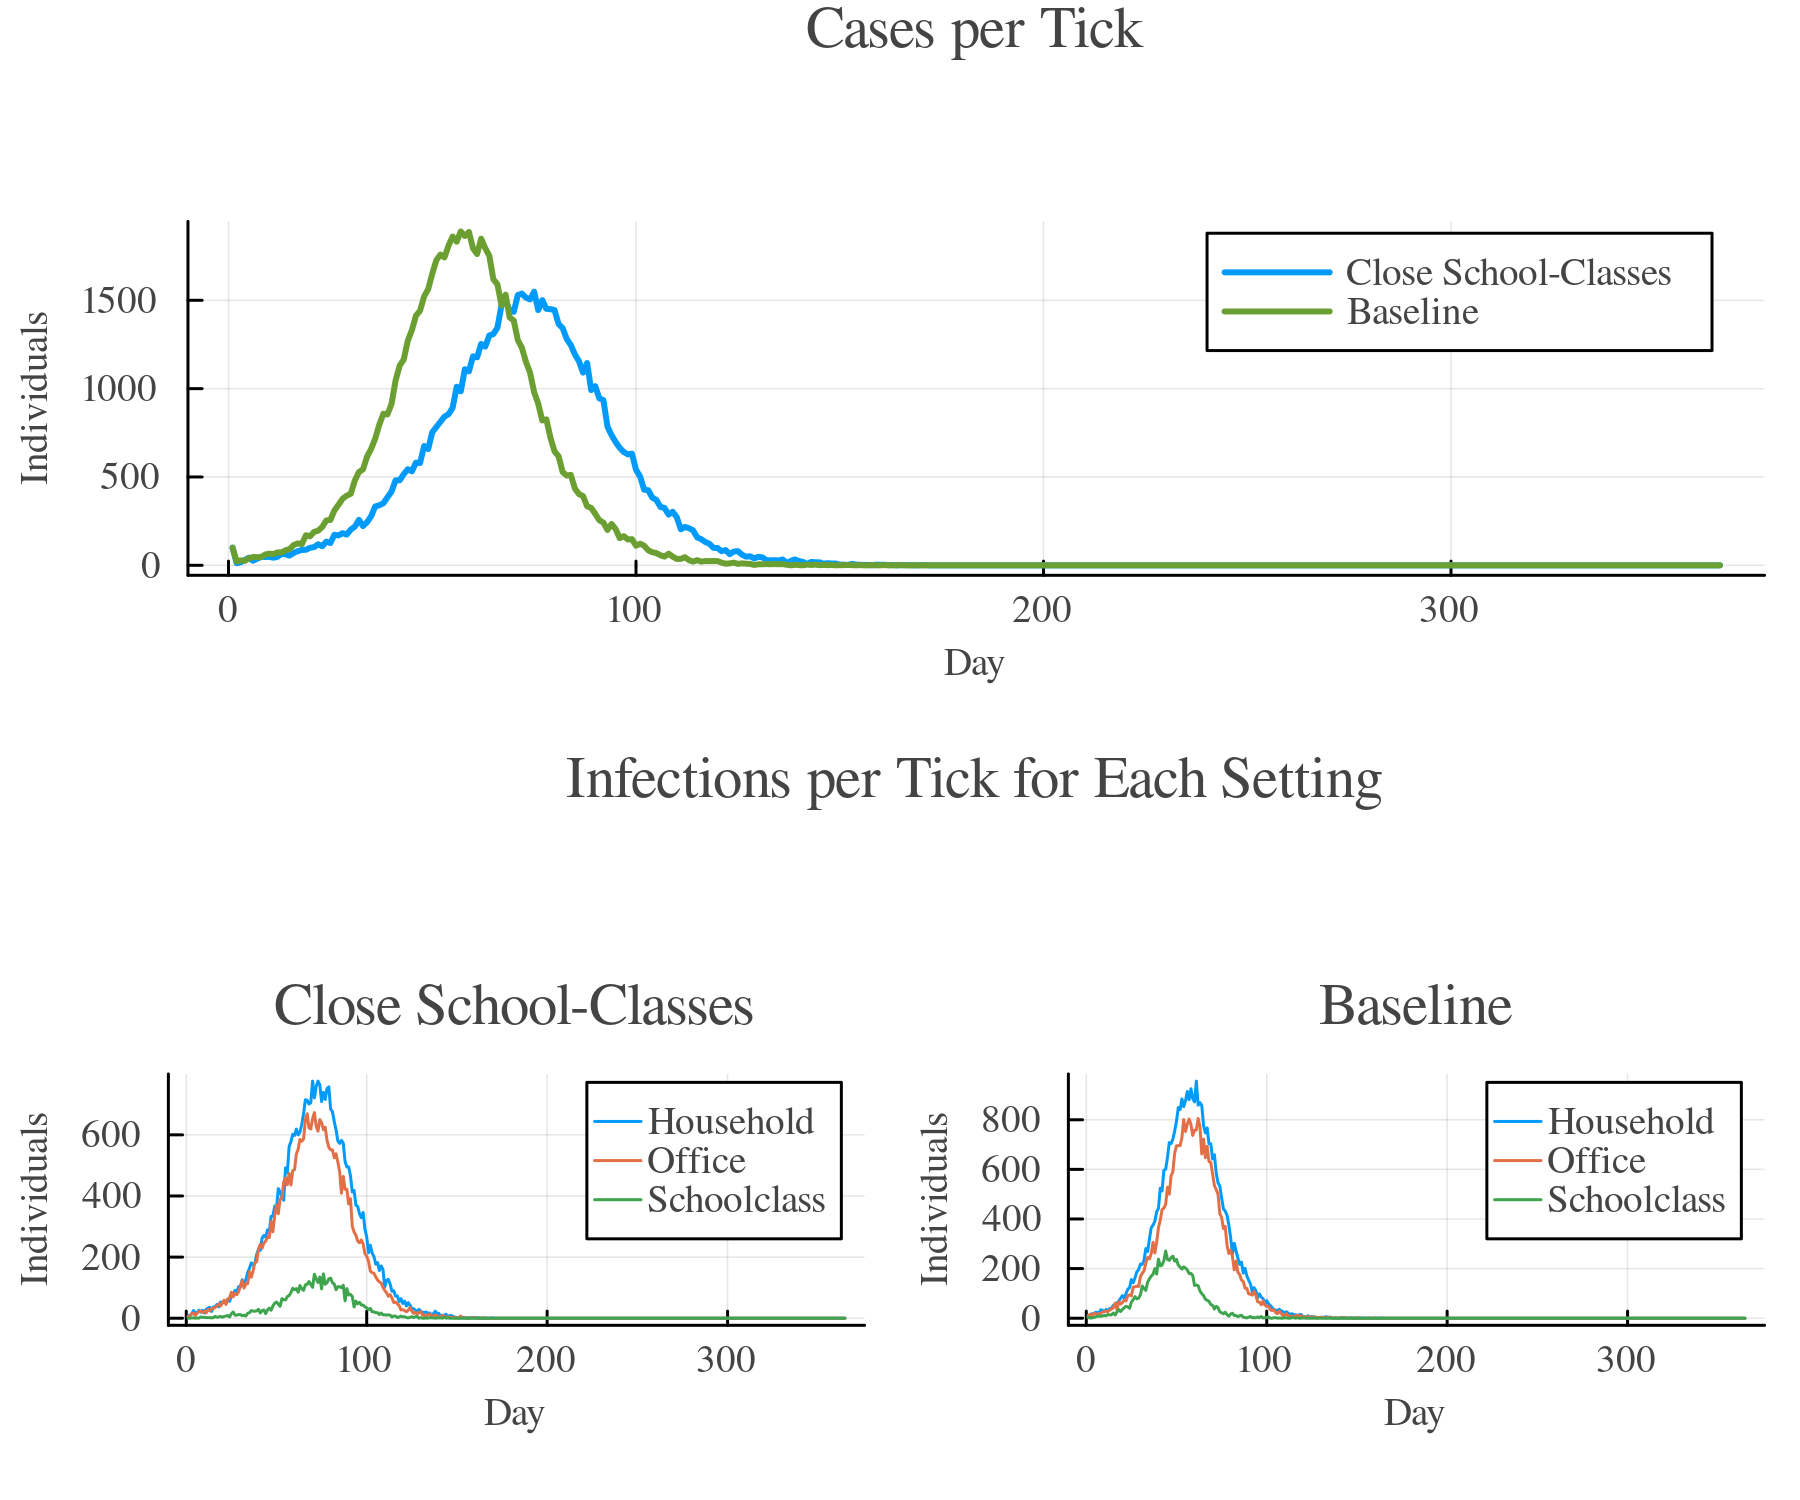 Cases per Tick
Individuals
1500
1000
500
0
0 100 200 300
Day
Close School-Classes
Baseline
Infections per Tick for Each Setting
Close School-Classes
Individuals
600
400
200
0
0 100 200 300
Day
Household
Office
Schoolclass
Baseline
Individuals
800
600
400
200
0
0 100 200 300
Day
Household
Office
Schoolclass